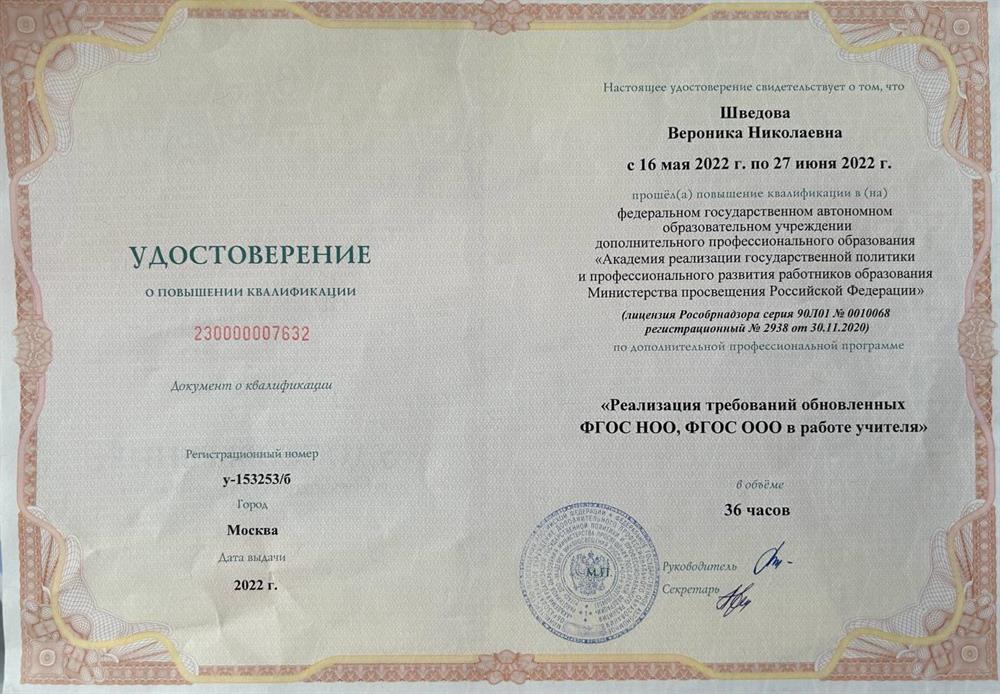 УДОСТОВЕРЕНИЕ
О ПОВЫШЕНИИ КВАЛИФИКАЦИИ
230000007632
Документ о квалификации
Регистрационный номер
у-153253/б
Город
Москва
Дата выдачи
2022 г.
Настоящее удостоверение свидетельствует о том, что
Шведова
Вероника Николаевна
с 16 мая 2022 г. по 27 июня 2022 г.
прошёл(а) повышение квалификации в (на)
федеральном государственном автономном
образовательном учреждении
дополнительного профессионального образования
«Академия реализации государственной политики
и профессионального развития работников образования
Министерства просвещения Российской Федерации»
(лицензия Рособрнадзора серия 90Л01 № 0010068
регистрационный № 2938 от 30.11.2020)
по дополнительной профессиональной программе
«Реализация требований обновленных
ФГОС НОО, ФГОС ООО в работе учителя»
в объёме
36 часов
М.П.
Руководитель
Секретарь